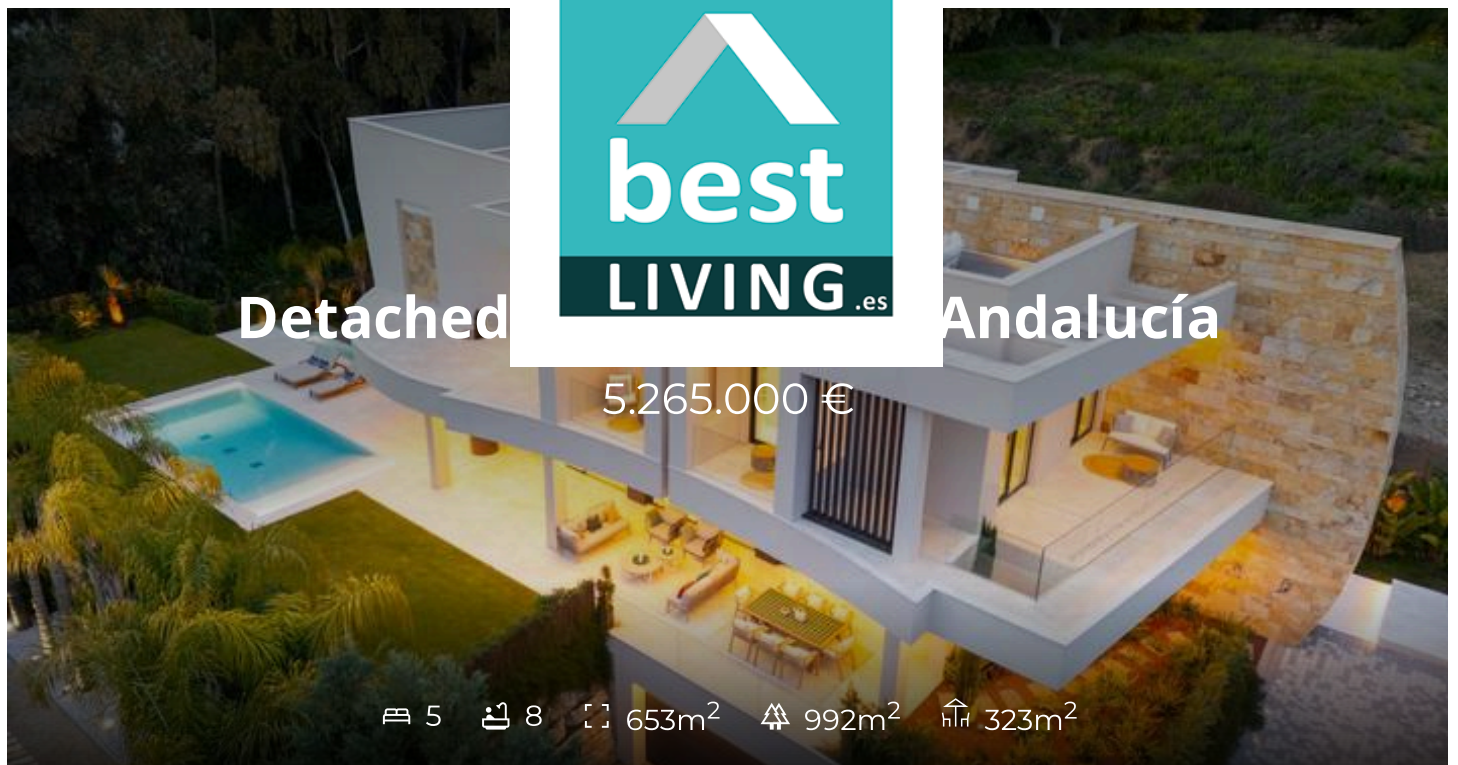 best
LIVING.es
Detached Andalucía
5.265.000 €
5 8 653m² 992m² 323m²